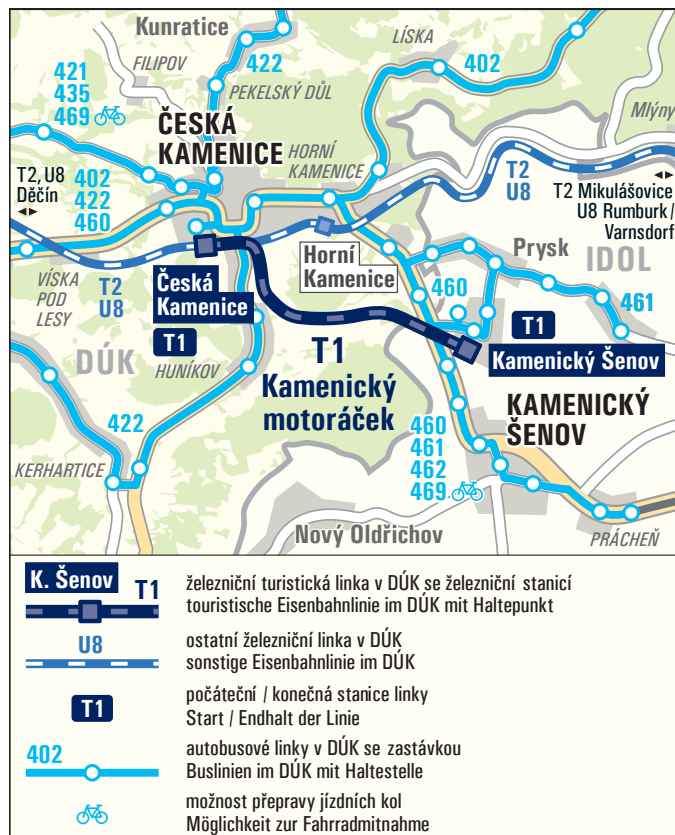 Kunratice
FILIPOV
422
PEKELSKÝ DŮL
LÍSKA
402
421
435
469
ČESKÁ
KAMENICE
HORNÍ
KAMENICE
Mlýny
T2, U8
Děčín
402
422
460
T2
U8
T2 Mikulášovice
U8 Rumburk /
Varnsdorf
Prysk
IDOL
Horní
Kamenice
460
461
VÍSKA
POD
LESY
T2
U8
Česká
Kamenice
T1
T1
DÚK
HUNÍKOV
T1
Kamenický
motoráček
Kamenický Šenov
KAMENICKÝ
ŠENOV
422
KERHARTICE
460
461
462
469
Nový Oldřichov
PRÁCHEŇ
K. Šenov
T1
železniční turistická linka v DÚK se železniční stanicí
touristische Eisenbahnlinie im DÚK mit Haltepunkt
U8
ostatní železniční linka v DÚK
sonstige Eisenbahnlinie im DÚK
T1
počáteční / konečná stanice linky
Start / Endhalt der Linie
402
autobusové linky v DÚK se zastávkou
Buslinien im DÚK mit Haltestelle
možnost přepravy jízdních kol
Möglichkeit zur Fahrradmitnahme